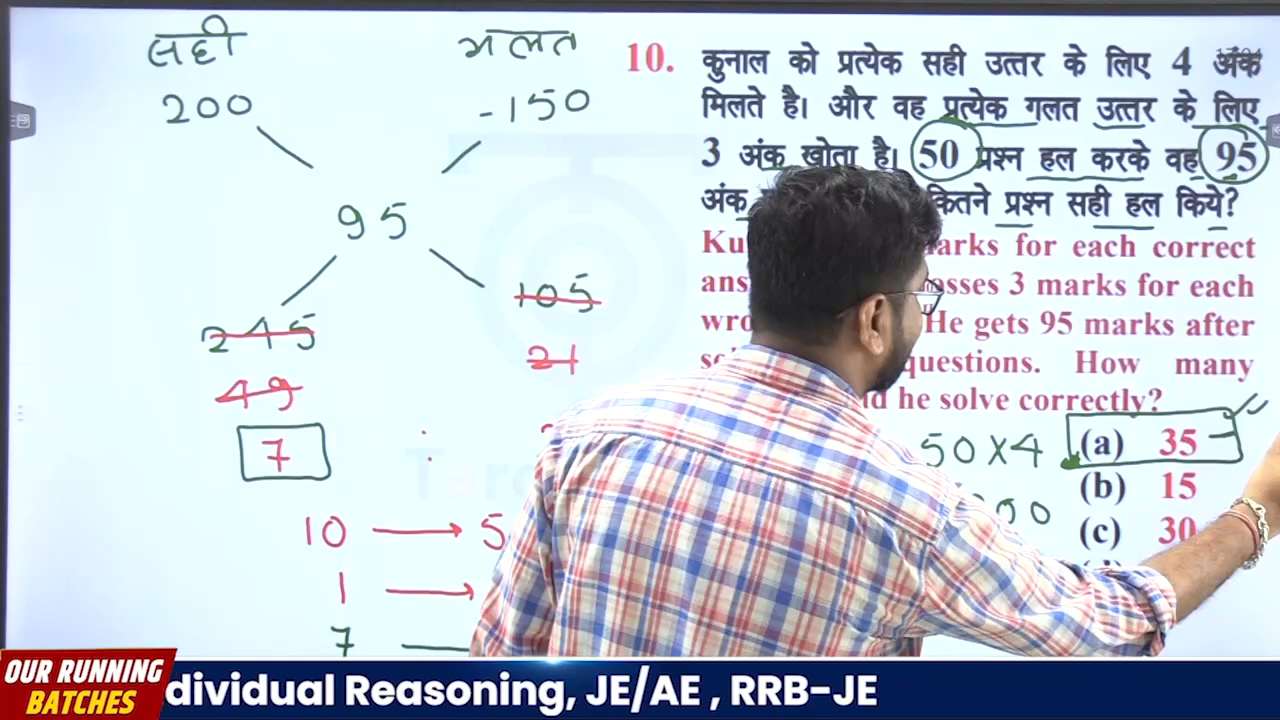 सही गलत
200 -150
95
245 105
49 21
7 :
10 → 5
1 →
7
10. कुनाल को प्रत्येक सही उत्तर के लिए 4 अंक
मिलते है। और वह प्रत्येक गलत उत्तर के लिए
3 अंक खोता है। 50 प्रश्न हल करके वह 95
अंक कितने प्रश्न सही हल किये?
Ku arks for each correct
ans osses 3 marks for each
wro He gets 95 marks after
so questions. How many
he solve correctly?
50×4
(a) 35
(b) 15
(c) 30
OUR RUNNING
BATCHES
dividual Reasoning, JE/AE , RRB-JE